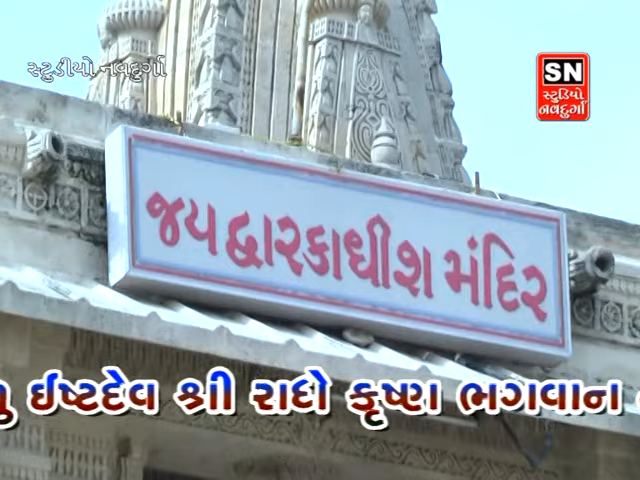 સ્ટુડીયો નવદુર્ગા
SN
સ્ટુડિયો
નવદુર્ગા
જય દ્વારકાધીશ મંદિર
ઈષ્ટદેવ શ્રી રાધો કૃષ્ણ ભગવાન